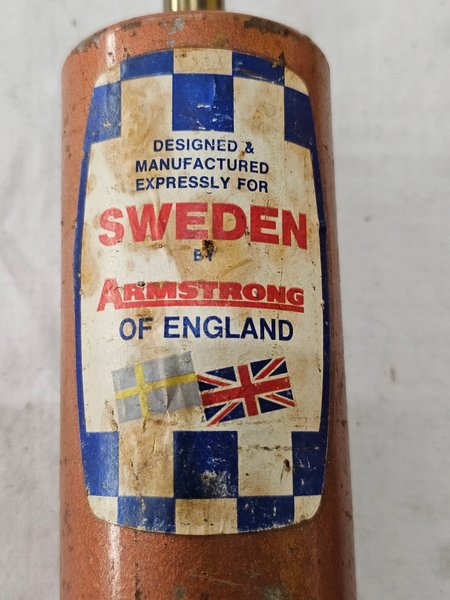 DESIGNED &
MANUFACTURED
EXPRESSLY FOR
SWEDEN
BY
ARMSTRONG
OF ENGLAND